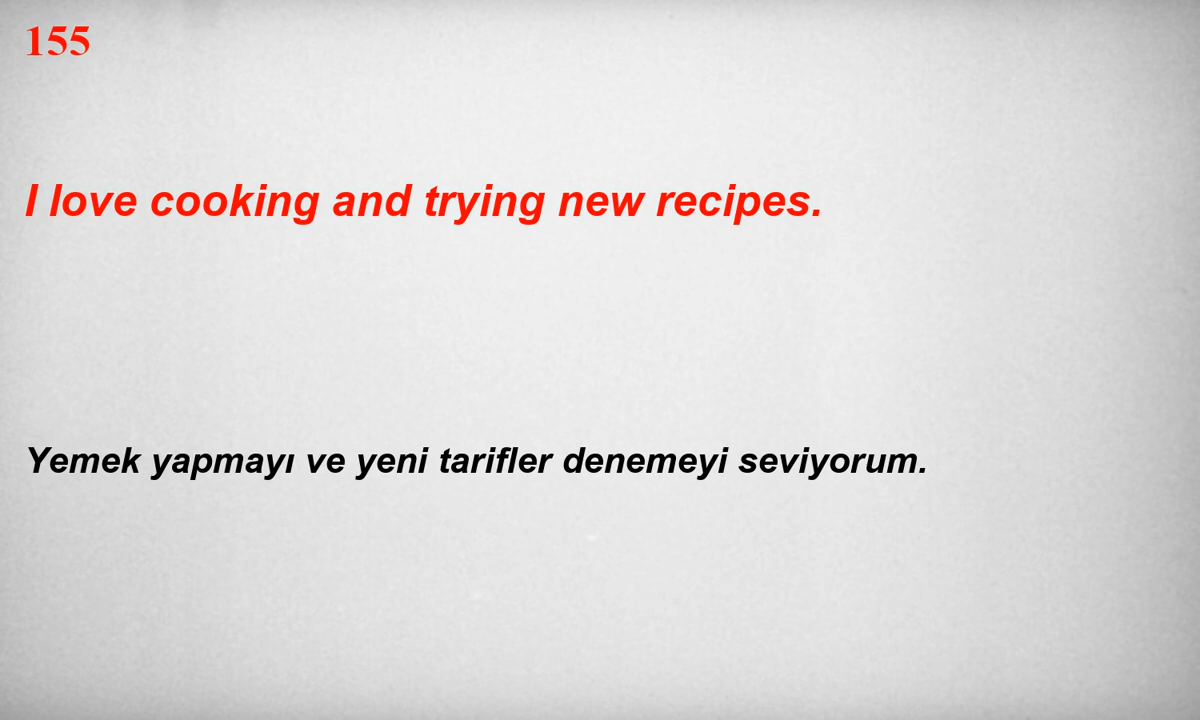 155
I love cooking and trying new recipes.
Yemek yapmayı ve yeni tarifler denemeyi seviyorum.